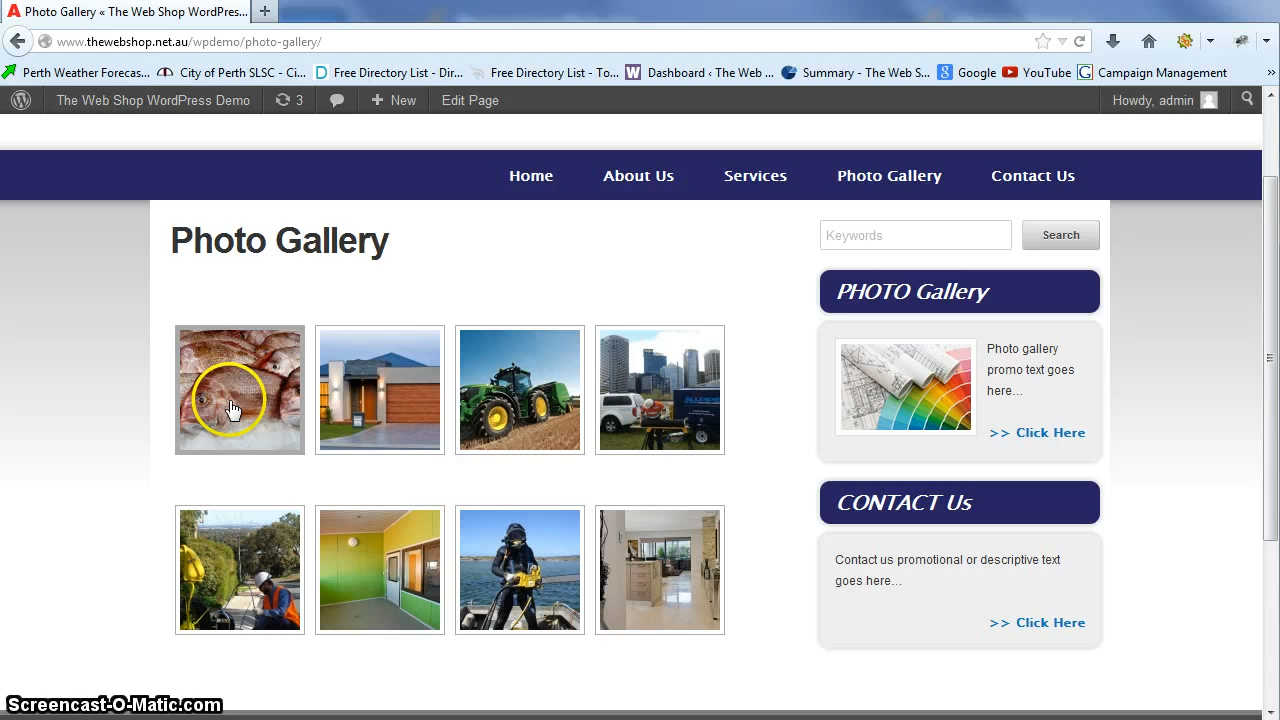 Photo Gallery « The Web Shop WordPres...
www.thewebshop.net.au/wpdemo/photo-gallery/
Perth Weather Forecas... City of Perth SLSC - Ci... Free Directory List - Dir... Free Directory List - To... Dashboard ‹ The Web ... Summary - The Web S... Google YouTube Campaign Management »
The Web Shop WordPress Demo 3 + New Edit Page Howdy, admin
Home About Us Services Photo Gallery Contact Us
Photo Gallery
Keywords Search
PHOTO Gallery
Photo gallery
promo text goes
here...
>> Click Here
CONTACT Us
Contact us promotional or descriptive text
goes here...
>> Click Here
Screencast-O-Matic.com